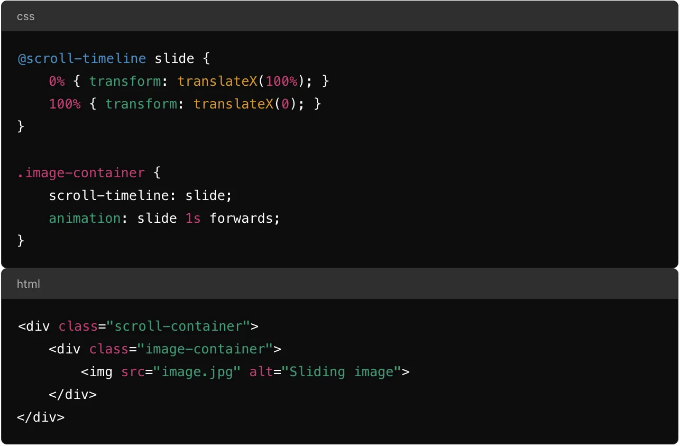 css
@scroll-timeline slide {
    0% { transform: translateX(100%); }
    100% { transform: translateX(0); }
}
.image-container {
    scroll-timeline: slide;
    animation: slide 1s forwards;
}
html
<div class="scroll-container">
    <div class="image-container">
        <img src="image.jpg" alt="Sliding image">
    </div>
</div>